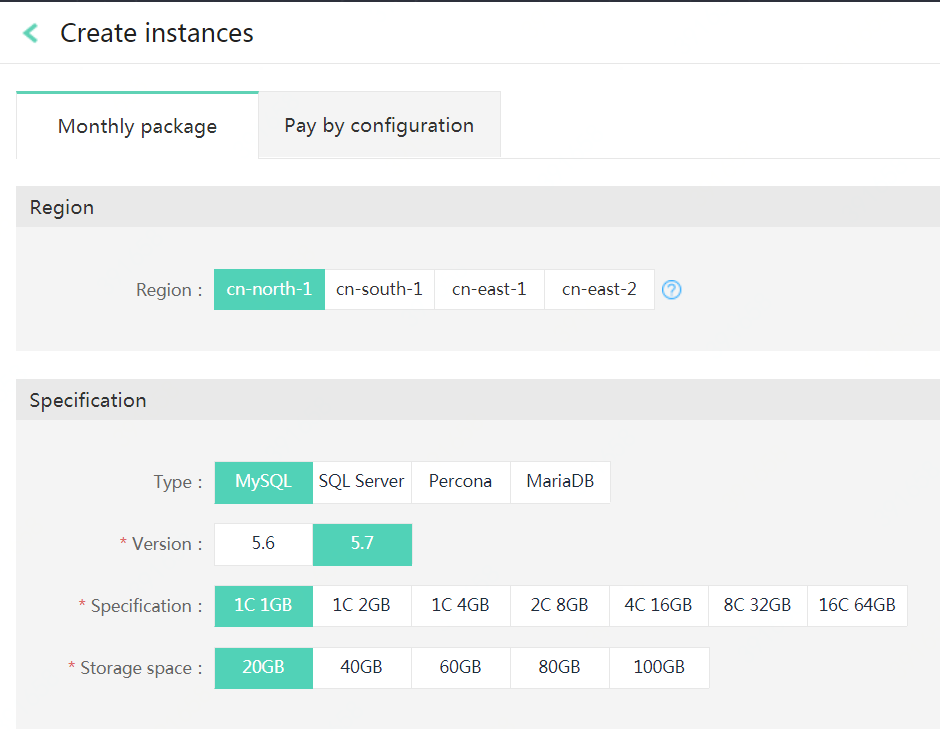 Create instances
Monthly package Pay by configuration
Region
Region : cn-north-1 cn-south-1 cn-east-1 cn-east-2 ?
Specification
Type : MySQL SQL Server Percona MariaDB
* Version : 5.6 5.7
* Specification : 1C 1GB 1C 2GB 1C 4GB 2C 8GB 4C 16GB 8C 32GB 16C 64GB
* Storage space : 20GB 40GB 60GB 80GB 100GB